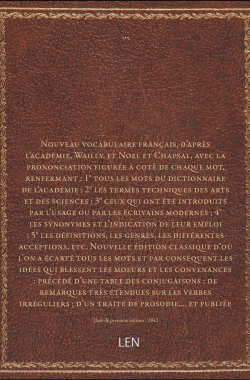 ...
Nouveau vocabulaire français, d'après
l'académie, Wailly, et Noel et Chapsal, avec la
prononciation figurée à coté de chaque mot,
renfermant : 1° tous les mots du dictionnaire
de l'académie ; 2° les termes techniques des arts
et des sciences ; 3° ceux qui ont été introduits
par l'usage ou par les écrivains modernes ; 4°
les synonymes et l'indication de leur emploi
; 5° les définitions, les genres, les différentes
acceptions, etc. Nouvelle édition classique d'où
l'on a écarté tous les mots et par conséquent les
idées qui blessent les moeurs et les convenances
; précédé d'une table des conjugaisons ; de
remarques très étendues sur les verbes
irréguliers ; d'un traité de prosodie,... et publiée
LEN